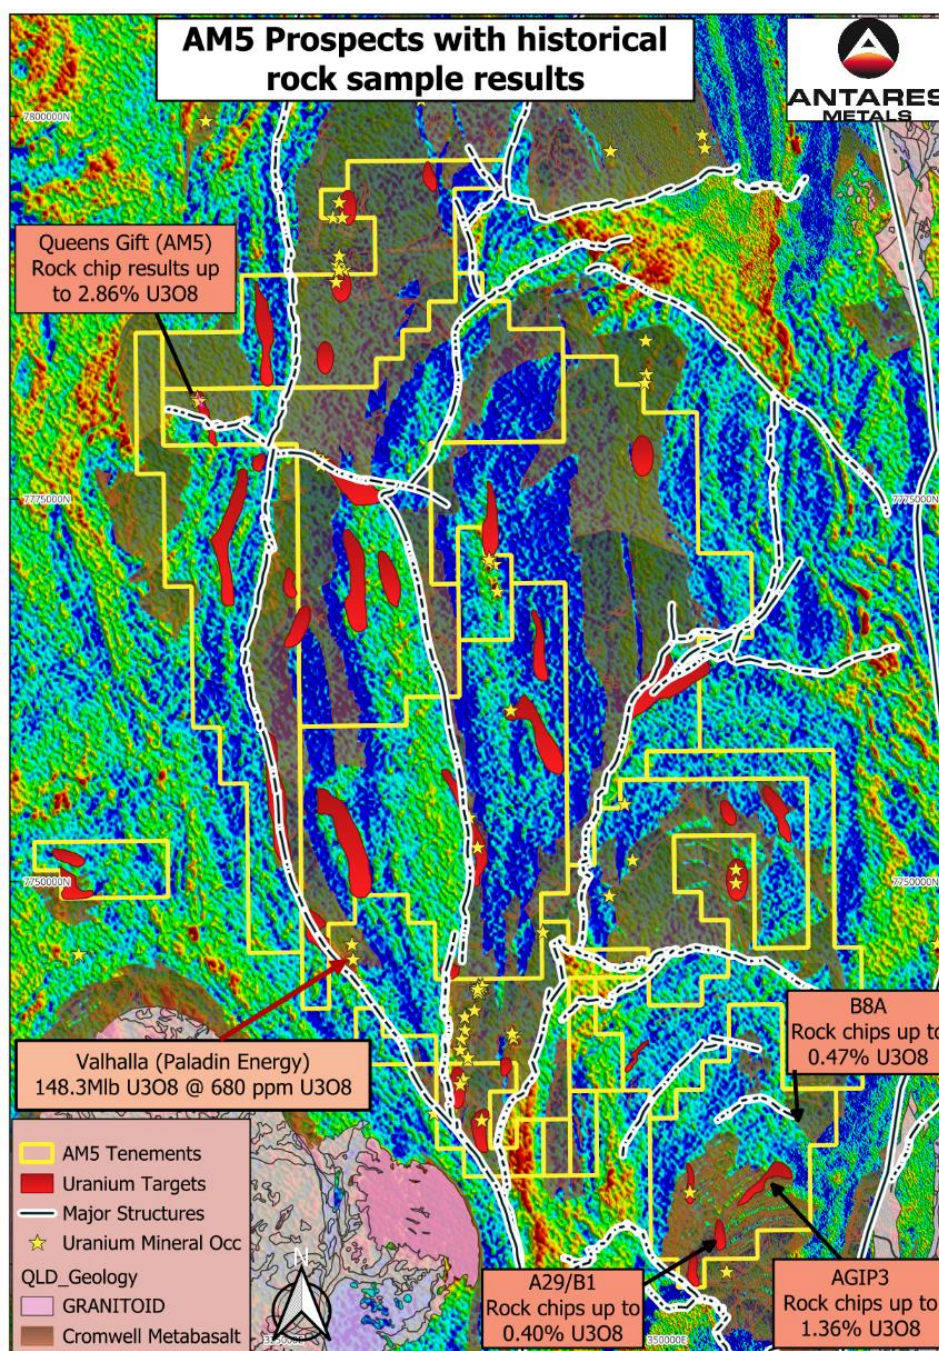 AM5 Prospects with historical
rock sample results
ANTARES
METALS
7800000N
Queens Gift (AM5)
Rock chip results up
to 2.86% U3O8
7775000N
7775000N
7750000N
7750000N
B8A
Rock chips up to
0.47% U3O8
Valhalla (Paladin Energy)
148.3Mlb U3O8 @ 680 ppm U3O8
AM5 Tenements
Uranium Targets
Major Structures
Uranium Mineral Occ
QLD_Geology
GRANITOID
Cromwell Metabasalt
N
A29/B1
Rock chips up to
0.40% U3O8
AGIP3
Rock chips up to
1.36% U3O8
350000E